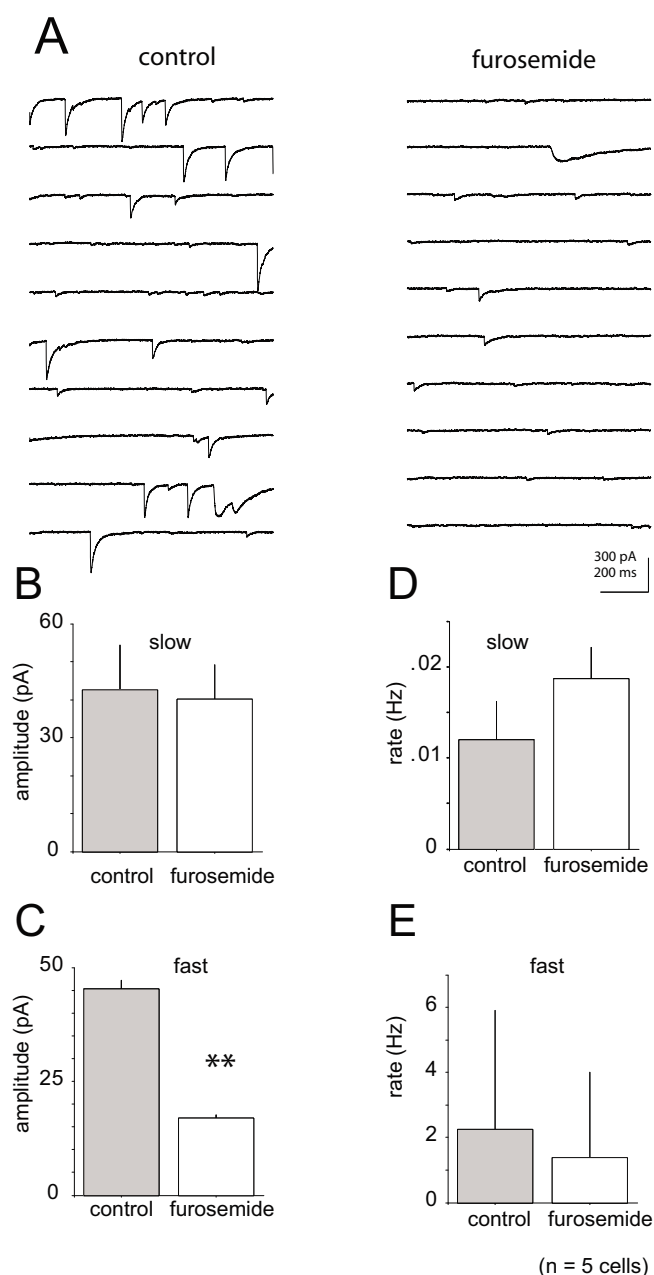 A
control
furosemide
300 pA
200 ms
B
60
slow
amplitude (pA)
30
0
control
furosemide
D
slow
.02
rate (Hz)
.01
0
control
furosemide
C
50
fast
amplitude (pA)
25
**
0
control
furosemide
E
fast
6
rate (Hz)
4
2
0
control
furosemide
(n = 5 cells)